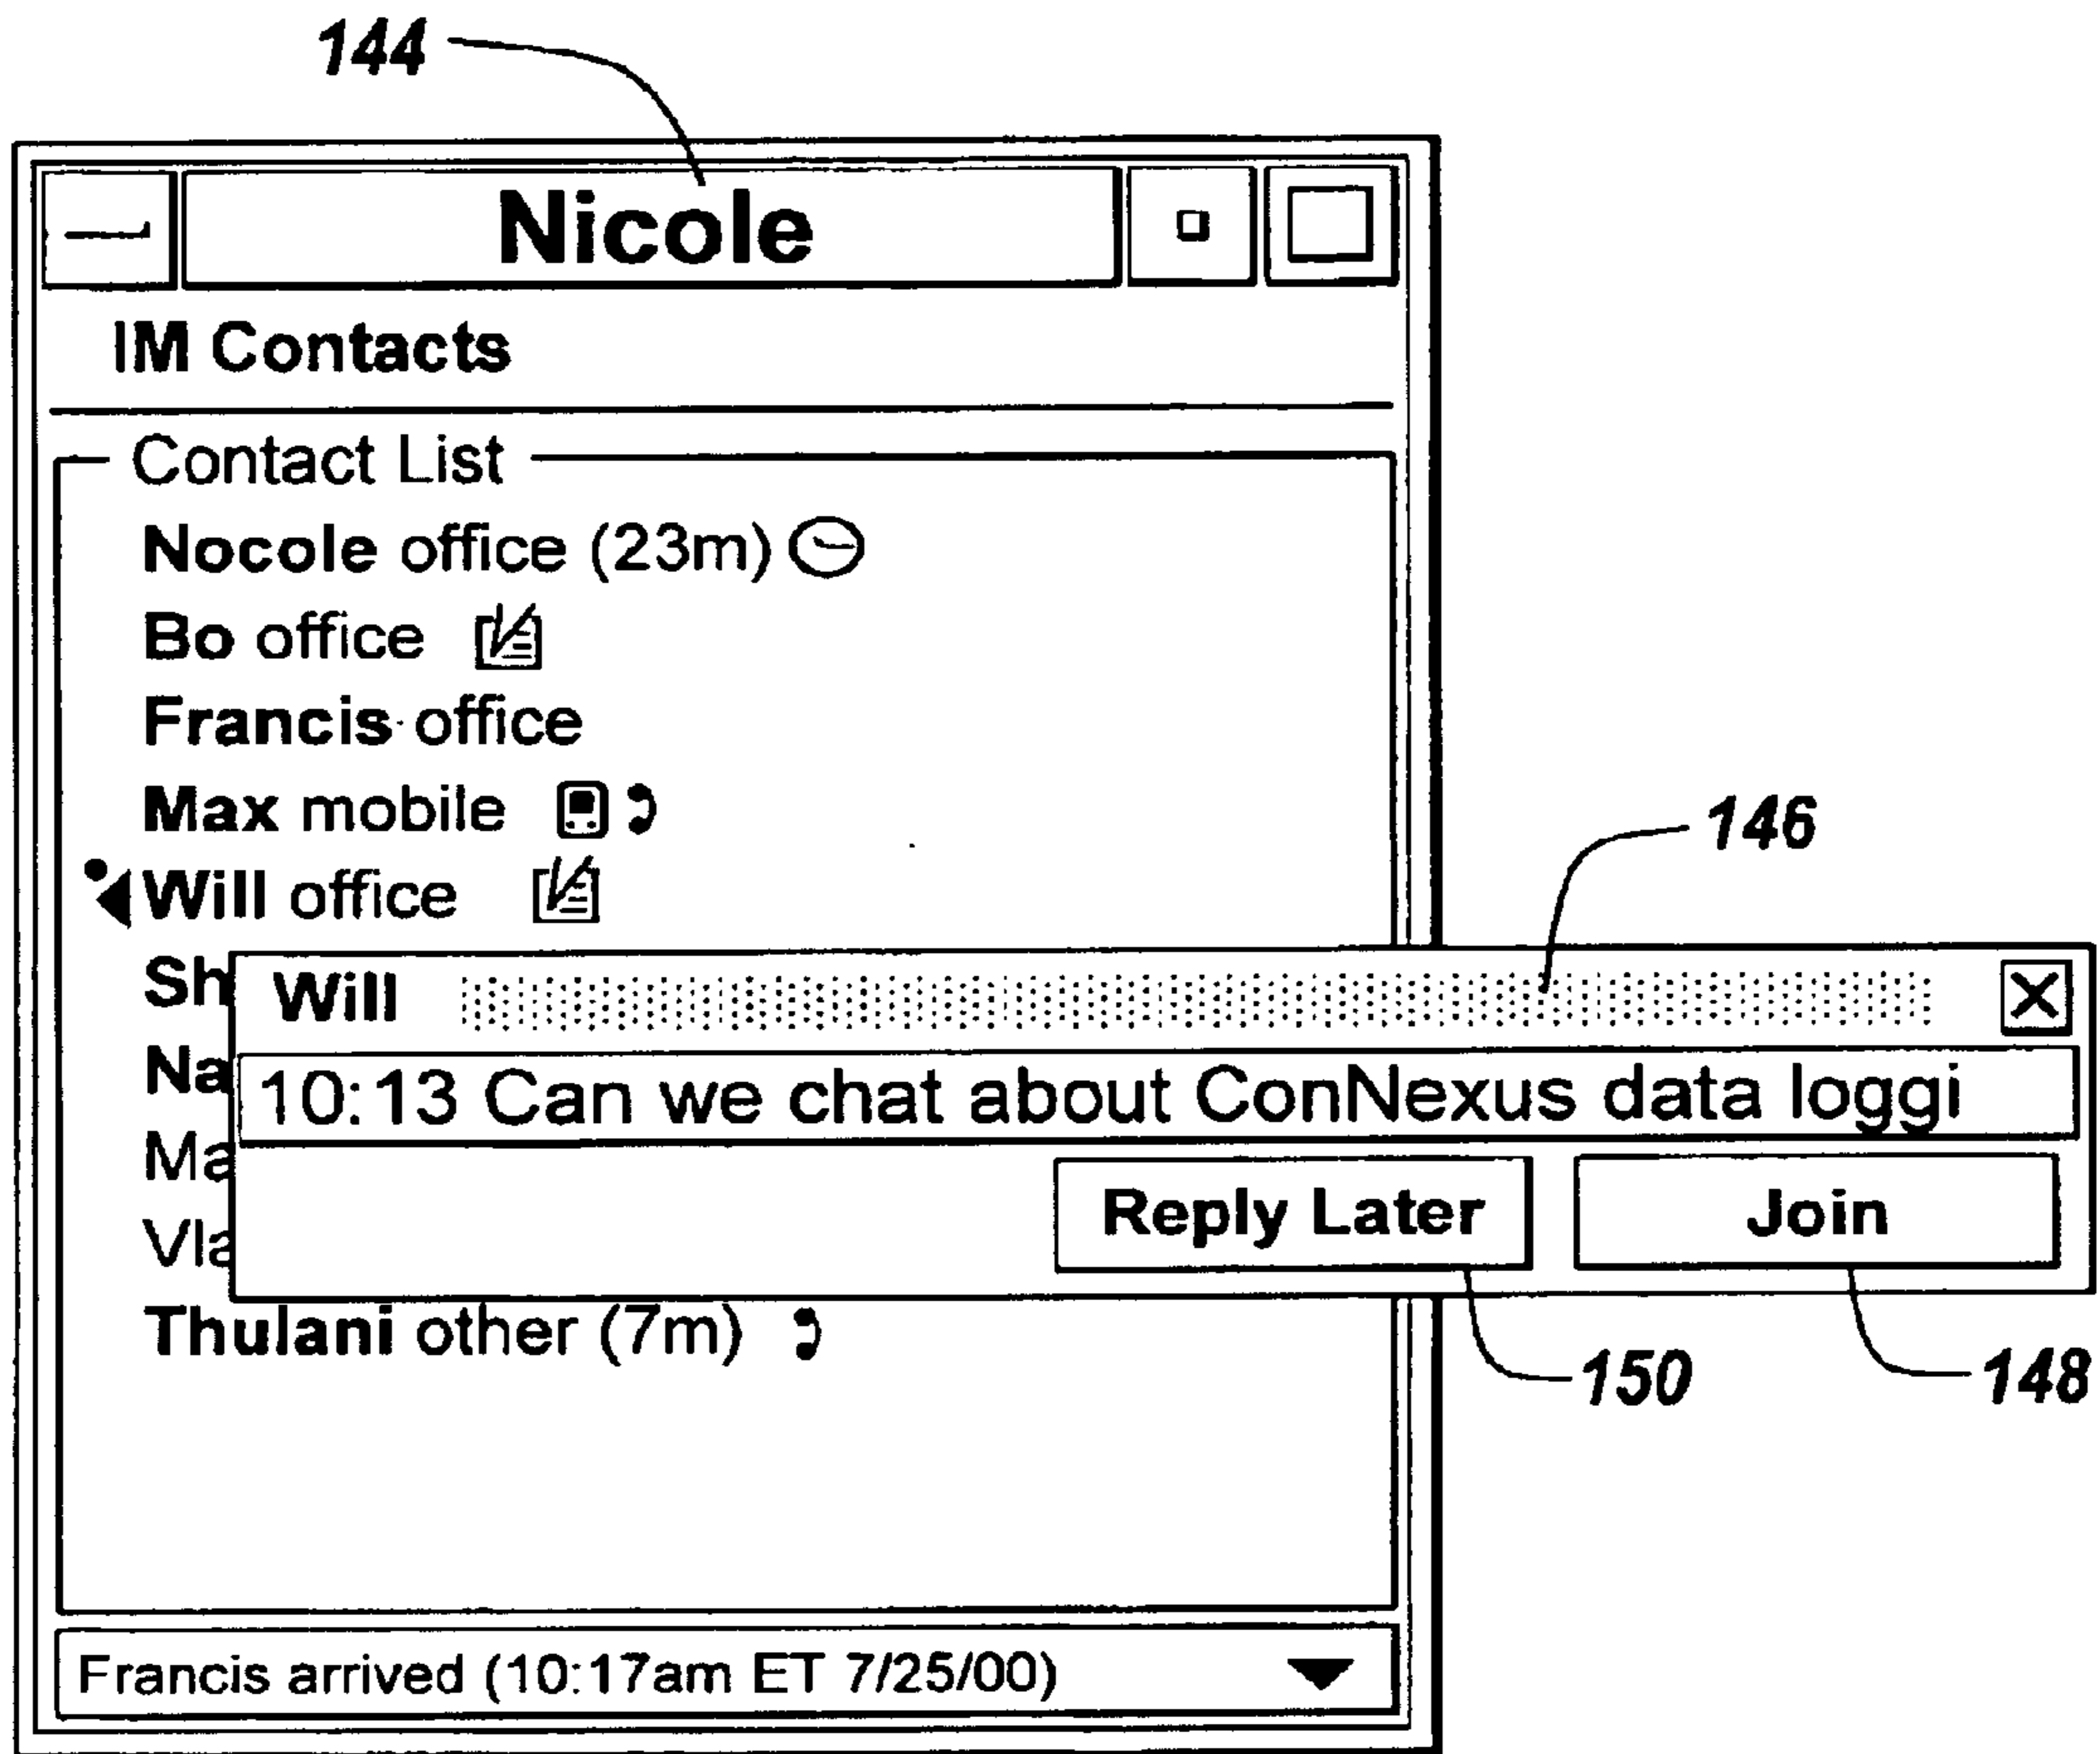 144
Nicole
IM Contacts
Contact List
Nocole office (23m)
Bo office
Francis office
Max mobile
146
Will office
Sh
Will
Na
10:13 Can we chat about ConNexus data loggi
Ma
Reply Later
Join
Vla
Thulani other (7m)
150
148
Francis arrived (10:17am ET 7/25/00)